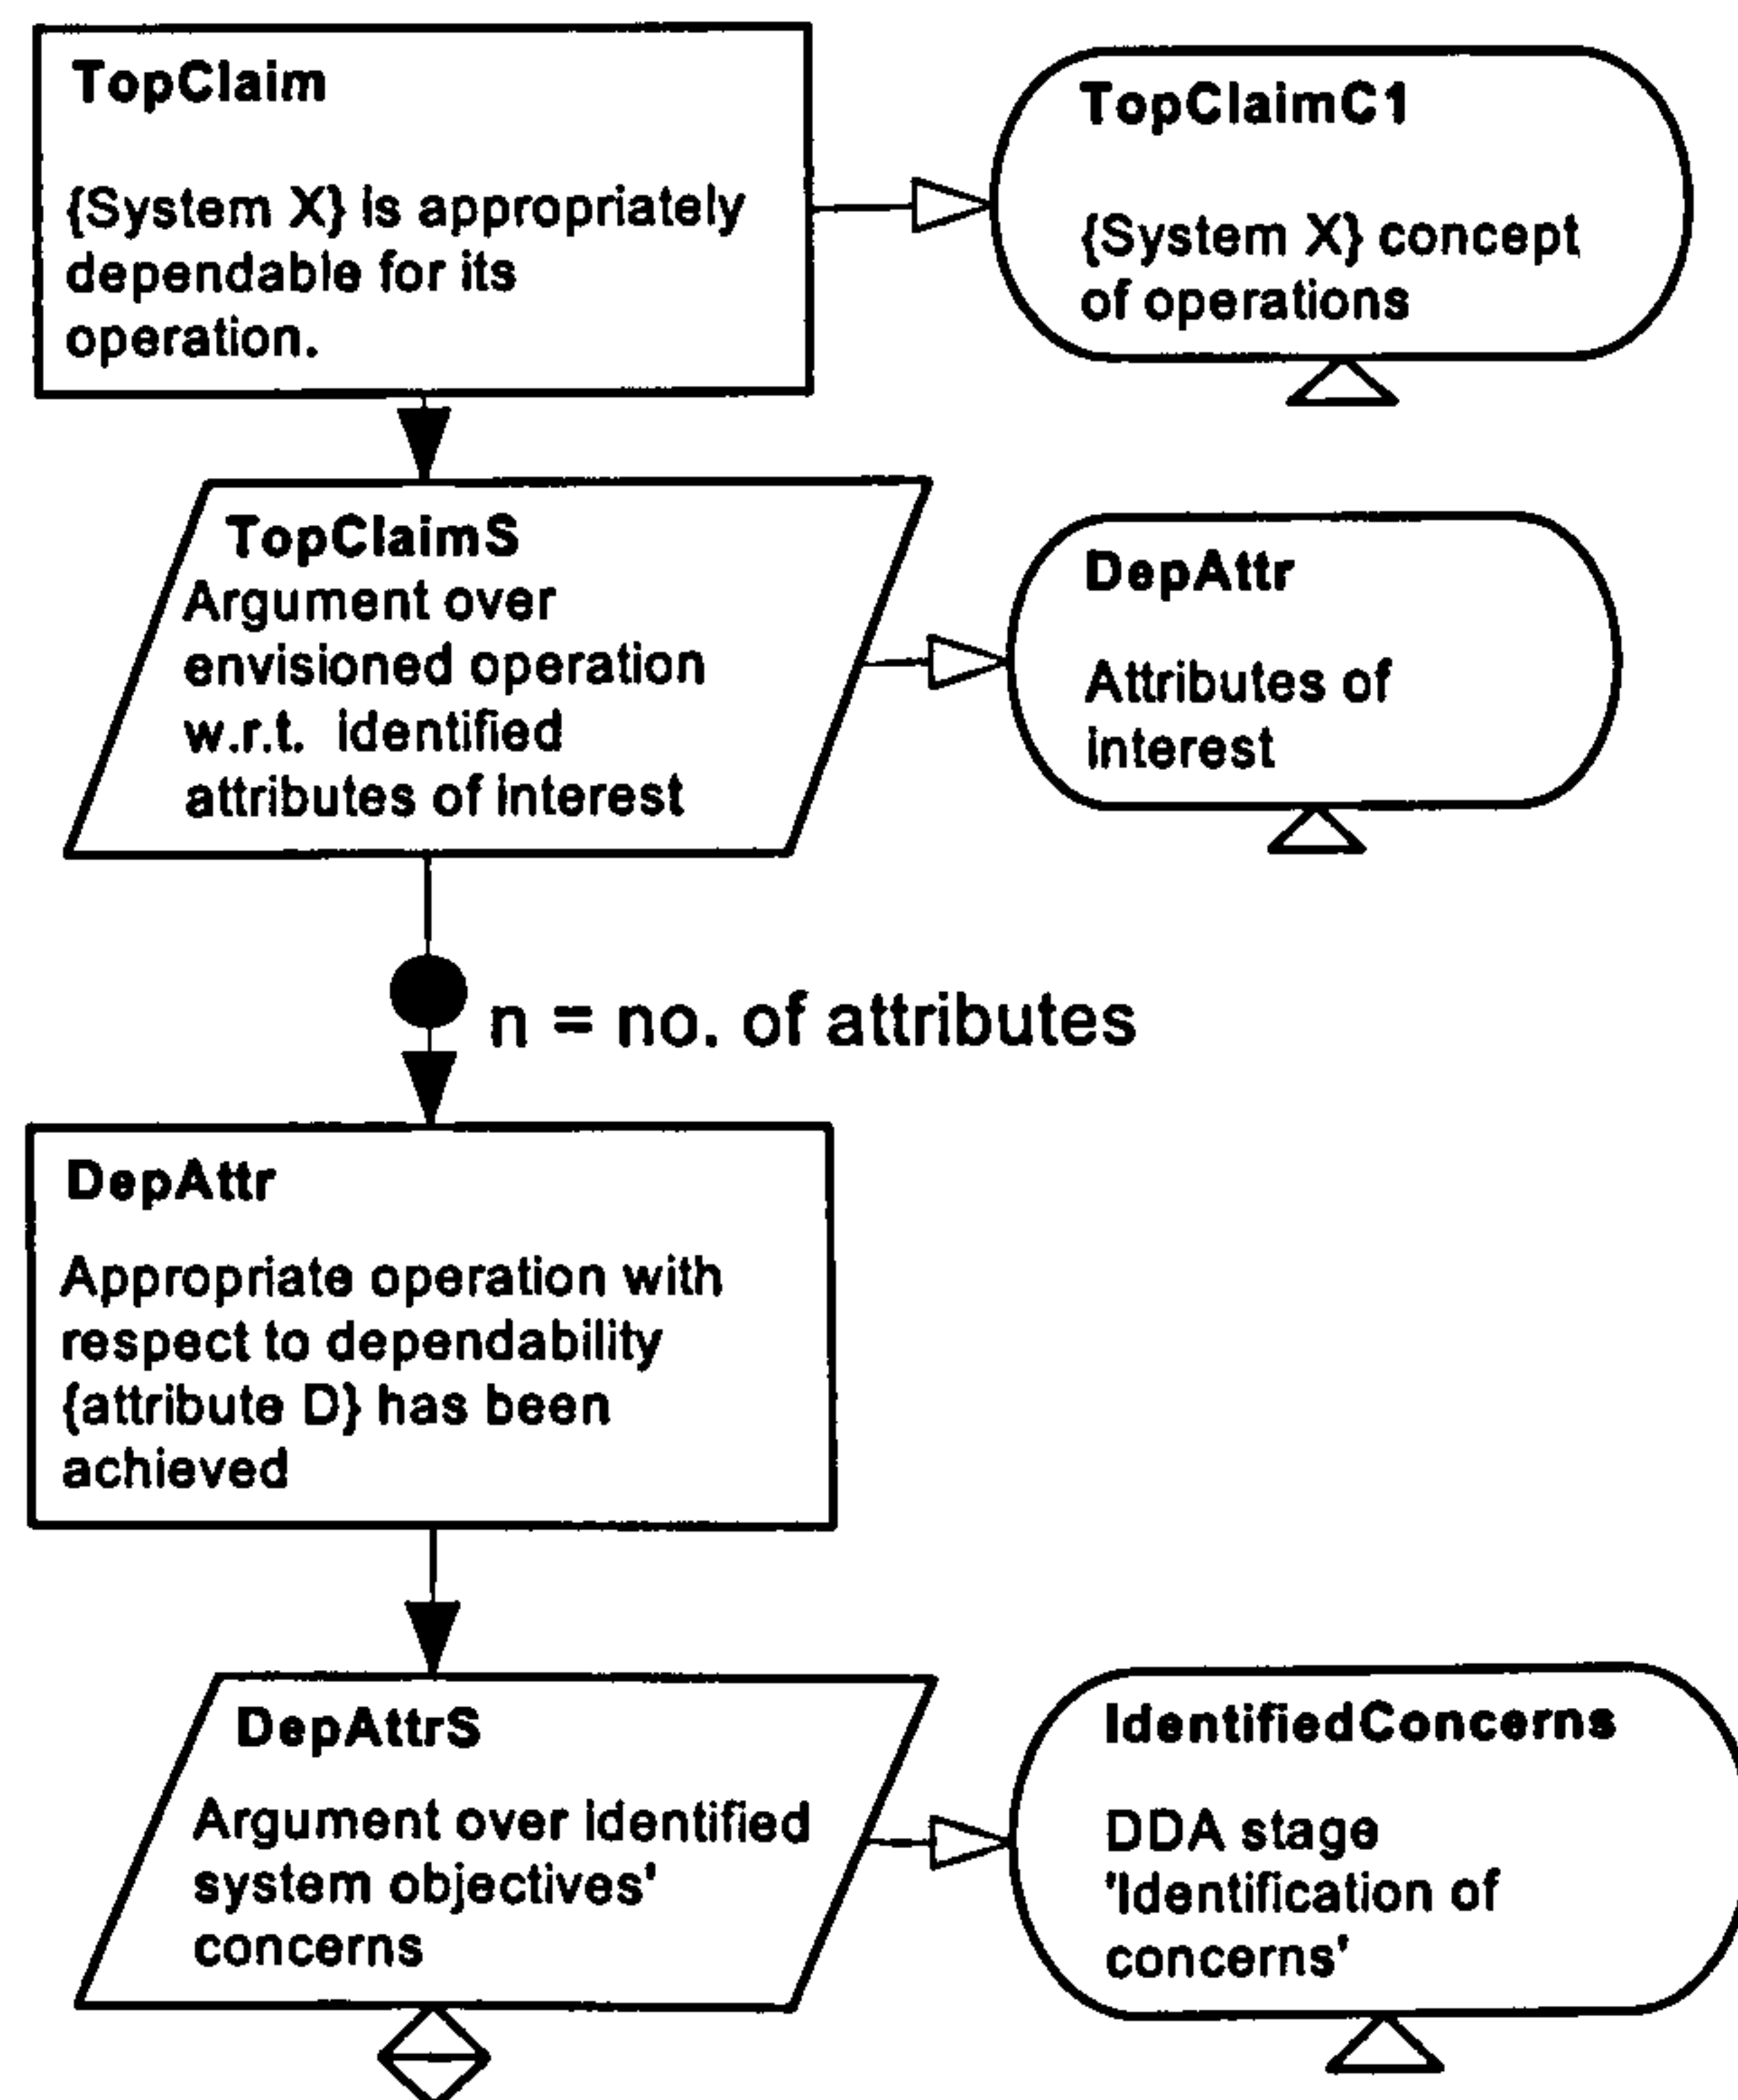 TopClaim
{System X} is appropriately
dependable for its
operation.
TopClaimC1
{System X} concept
of operations
TopClaimS
Argument over
envisioned operation
w.r.t. identified
attributes of interest
DepAttr
Attributes of
interest
n = no. of attributes
DepAttr
Appropriate operation with
respect to dependability
{attribute D} has been
achieved
DepAttrS
Argument over identified
system objectives'
concerns
IdentifiedConcerns
DDA stage
'Identification of
concerns'